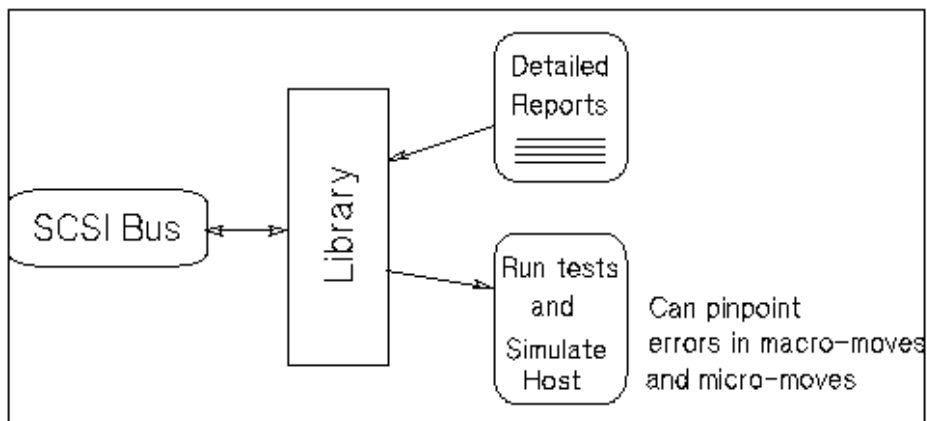 Detailed
Reports
SCSI Bus
Library
Run tests
and
Simulate
Host
Can pinpoint
errors in macro-moves
and micro-moves